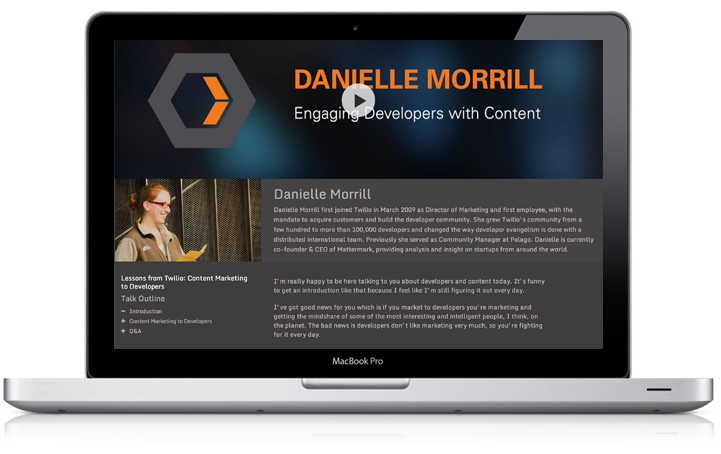 DANIELLE MORRILL
Engaging Developers with Content
Danielle Morrill
Danielle Morrill first joined Twilio in March 2009 as Director of Marketing and first employee, with the
mandate to acquire customers and build the developer community. She grew Twilio's community from a
few hundred to more than 100,000 developers and changed the way developer evangelism is done with a
distributed international team. Previously she served as Community Manager at Pelago. Danielle is currently
co-founder & CEO of Mattermark, providing analysis and insight on startups from around the world.
Lessons from Twilio: Content Marketing
to Developers
Talk Outline
Introduction
Content Marketing to Developers
Q&A
I'm really happy to be here talking to you about developers and content today. It's funny
to get an introduction like that because I feel like I'm still figuring it out every day.
I've got good news for you which is if you market to developers you're marketing and
getting the mindshare of some of the most interesting and intelligent people, I think, on
the planet. The bad news is developers don't like marketing very much, so you're fighting
for it every day.
MacBook Pro